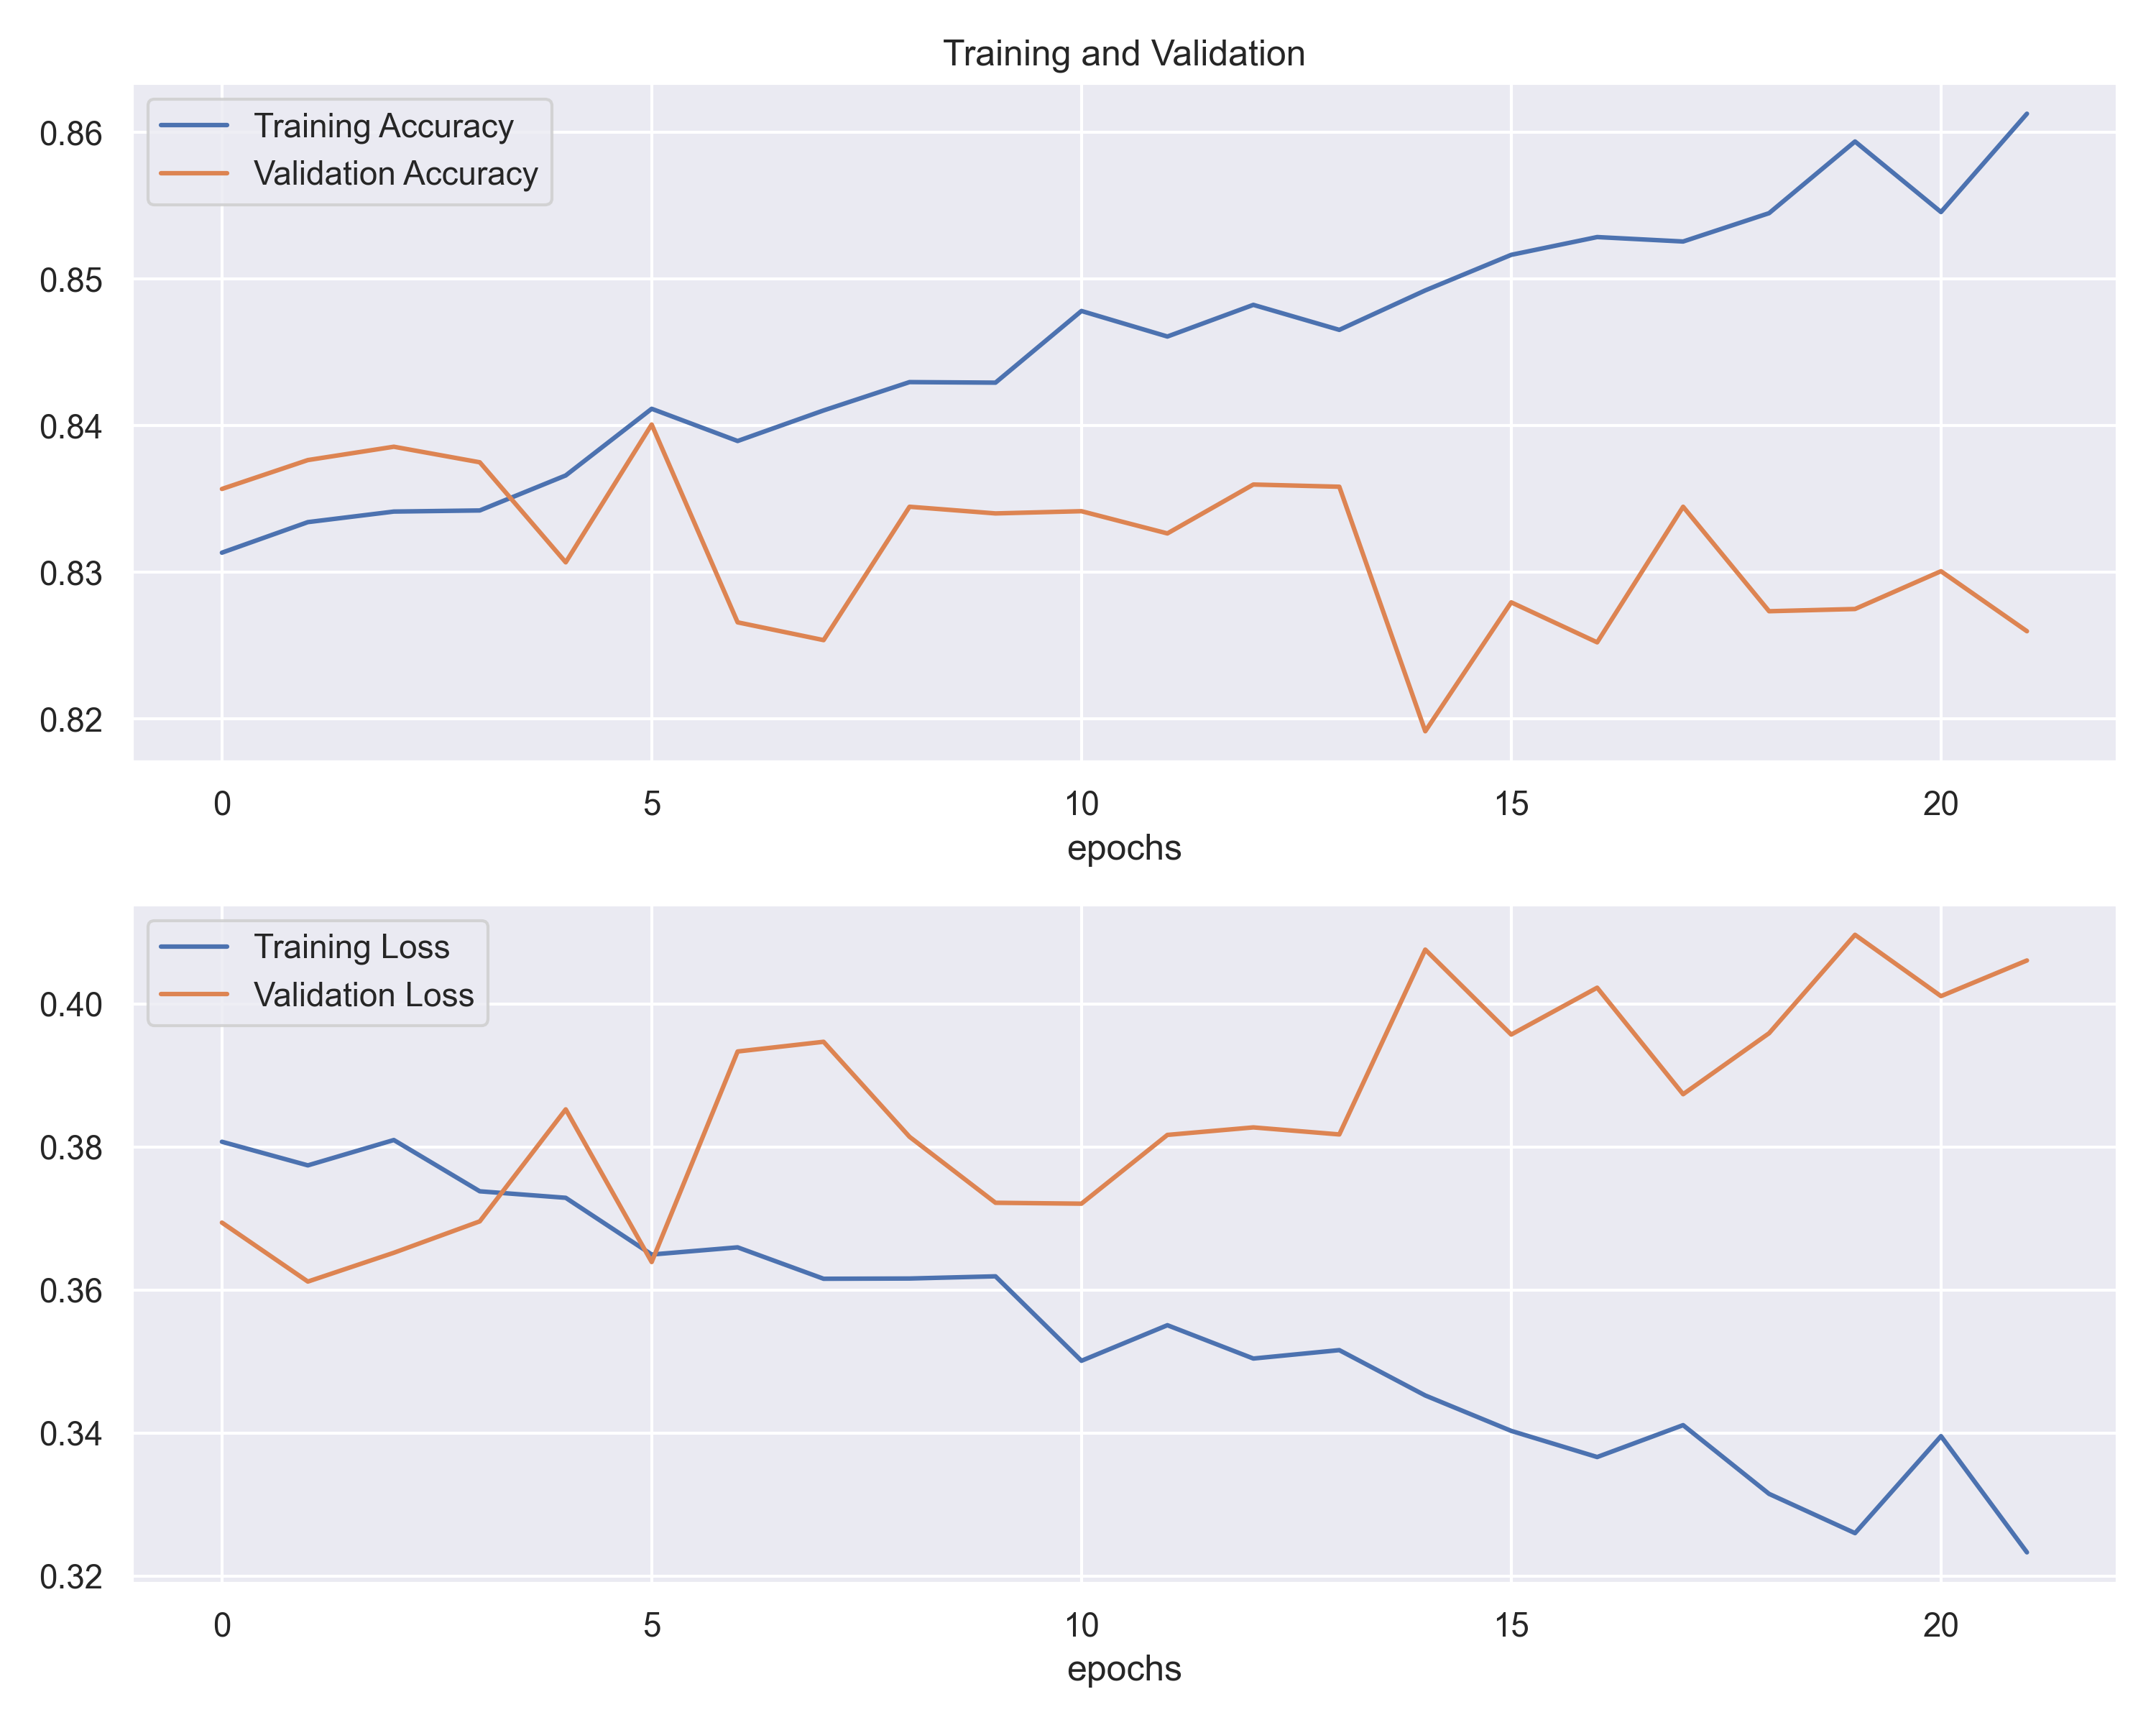 Training and Validation
Training Accuracy
Validation Accuracy
0.86
0.85
0.84
0.83
0.82
0 5 10 15 20
epochs
Training Loss
Validation Loss
0.40
0.38
0.36
0.34
0.32
0 5 10 15 20
epochs